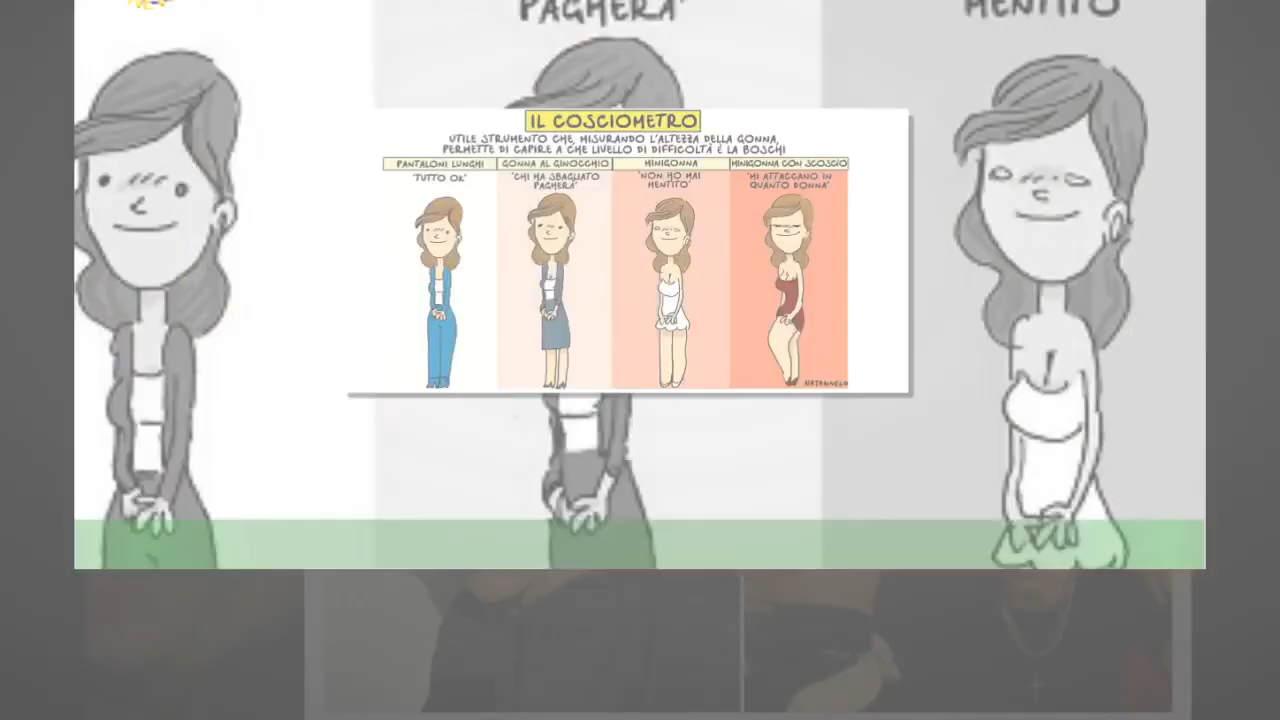 PAGHERA'
MENTITO
IL COSCIOMETRO
UTILE STRUMENTO CHE, MISURANDO L'ALTEZZA DELLA GONNA,
PERMETTE DI CAPIRE A CHE LIVELLO DI DIFFICOLTÀ È LA BOSCHI
PANTALONI LUNGHI
"TUTTO OK"
GONNA AL GINOCCHIO
"CHI HA SBAGLIATO
PAGHERA'"
MINIGONNA
"NON HO MAI
MENTITO"
MINIGONNA CON SCOSCIO
"MI ATTACCANO IN
QUANTO DONNA"
NATANGELO